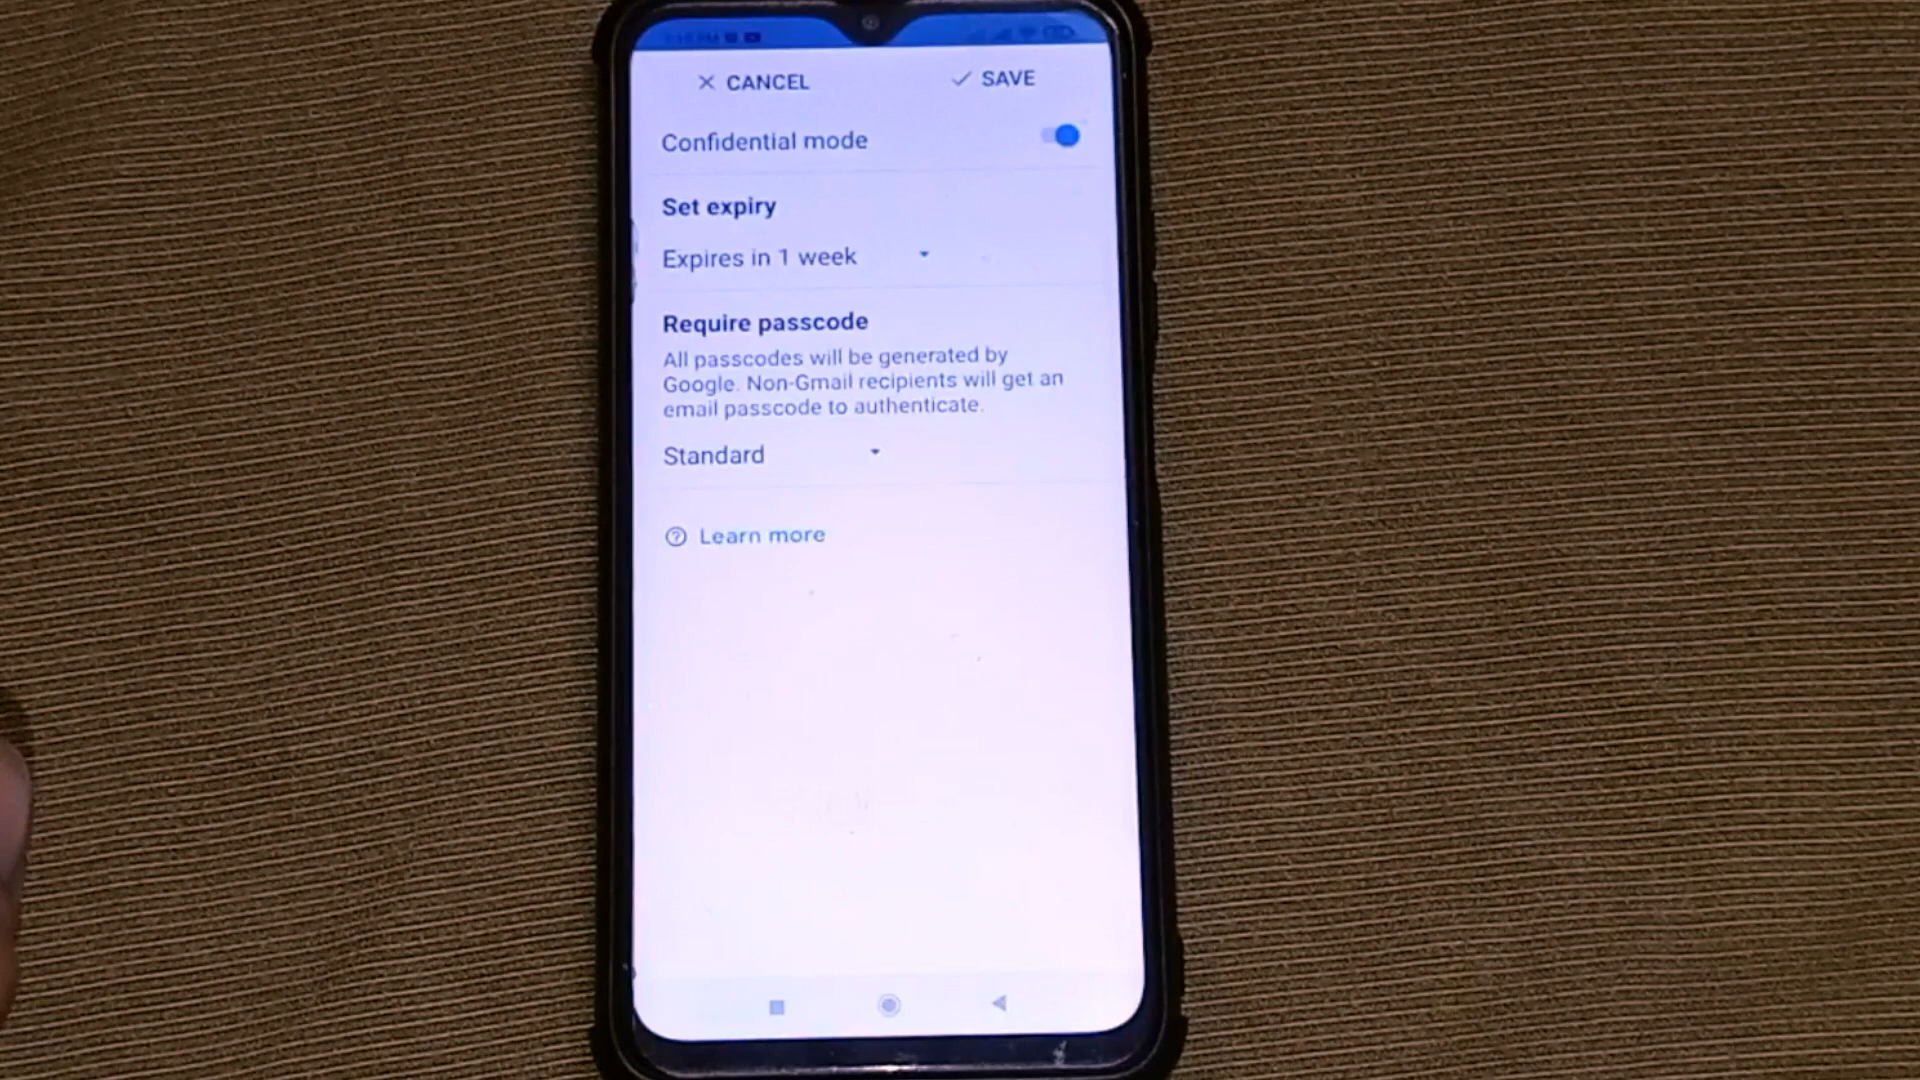 CANCEL
SAVE
Confidential mode
Set expiry
Expires in 1 week
Require passcode
All passcodes will be generated by
Google. Non-Gmail recipients will get an
email passcode to authenticate.
Standard
Learn more